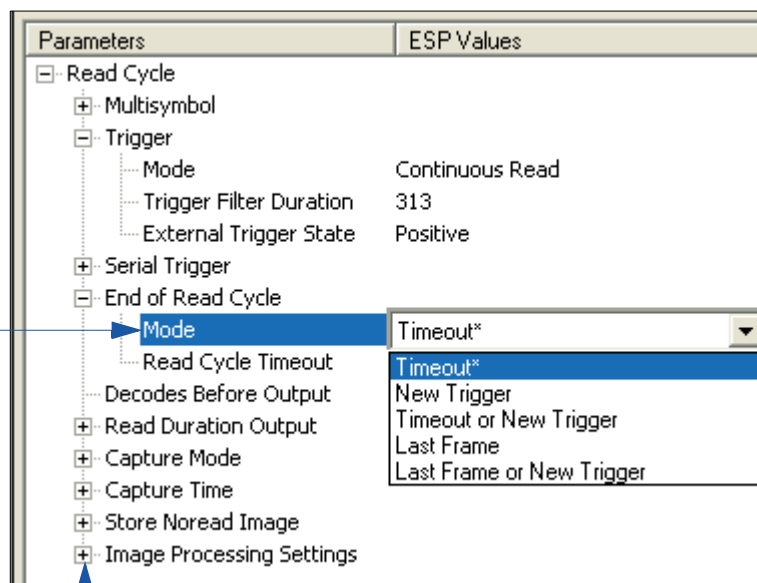 Parameters ESP Values
Read Cycle
Multisymbol
Trigger
Mode Continuous Read
Trigger Filter Duration 313
External Trigger State Positive
Serial Trigger
End of Read Cycle
Mode Timeout*
Read Cycle Timeout Timeout*
Decodes Before Output New Trigger
Read Duration Output Timeout or New Trigger
Capture Mode Last Frame
Capture Time Last Frame or New Trigger
Store Noread Image
Image Processing Settings